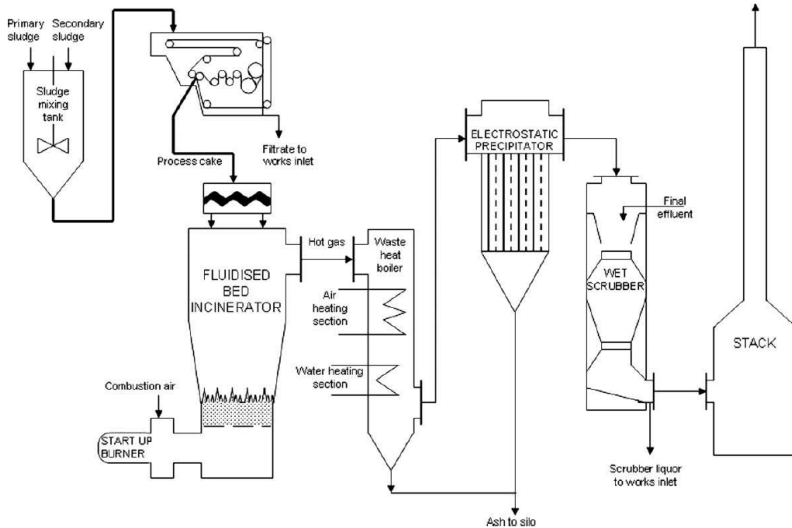 Primary
sludge
Secondary
sludge
Sludge
mixing
tank
Filtrate to
works inlet
Process cake
ELECTROSTATIC
PRECIPITATOR
Final
effluent
Hot gas
Waste
heat
boiler
FLUIDISED
BED
INCINERATOR
WET
SCRUBBER
Air
heating
section
STACK
Water heating
section
Combustion air
START UP
BURNER
Scrubber liquor
to works inlet
Ash to silo